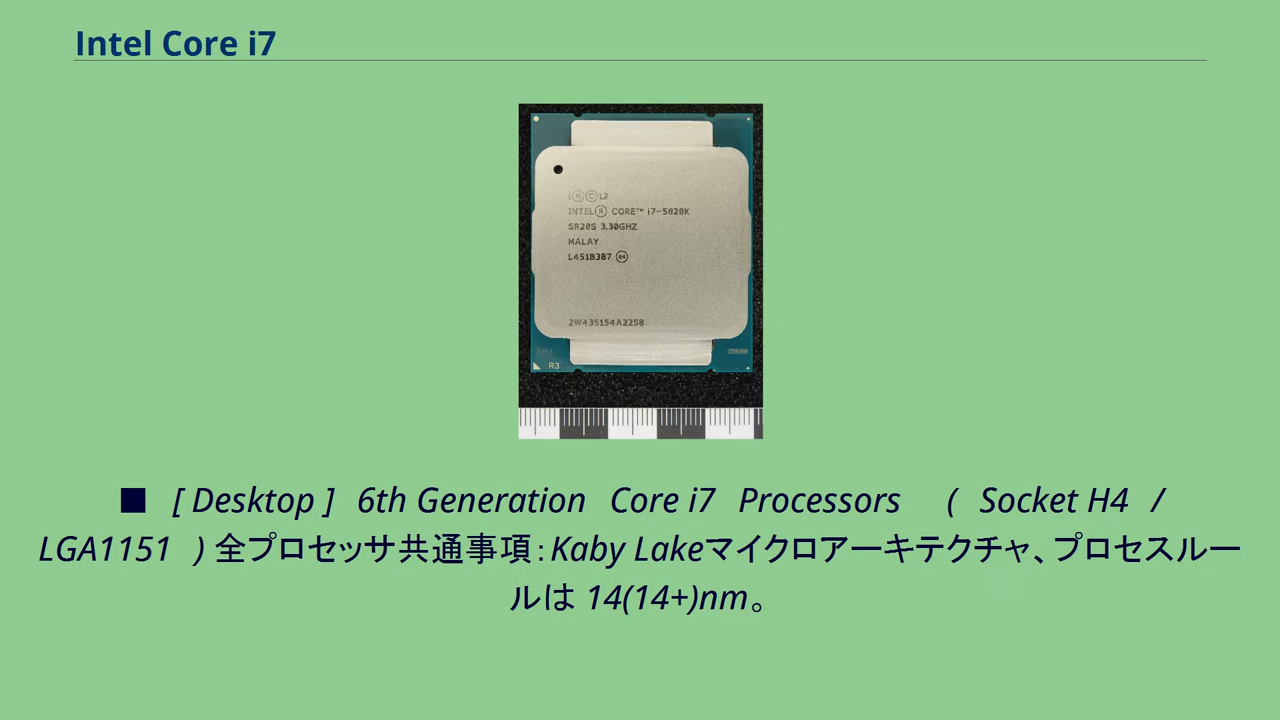 Intel Core i7
i Ⓜ Ⓒ 12
INTEL® CORE™ i7-5820K
SR20S 3.30GHZ
MALAY
L451B387 e4
2W435154A2258
R3
■ [ Desktop ] 6th Generation Core i7 Processors ( Socket H4 /
LGA1151 ) 全プロセッサ共通事項：Kaby Lakeマイクロアーキテクチャ、プロセスルー
ルは 14(14+)nm。